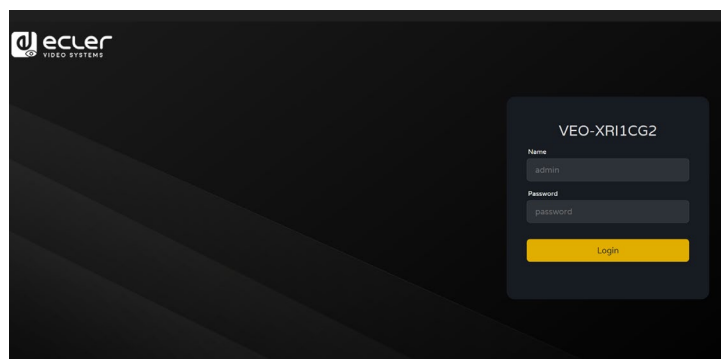 ecler
VIDEO SYSTEMS
VEO-XRI1CG2
Name
admin
Password
password
Login